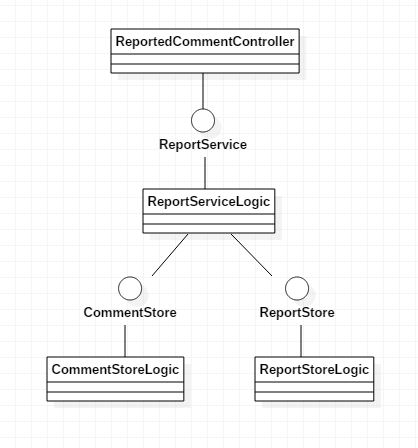 ReportedCommentController
ReportService
ReportServiceLogic
CommentStore
ReportStore
CommentStoreLogic
ReportStoreLogic